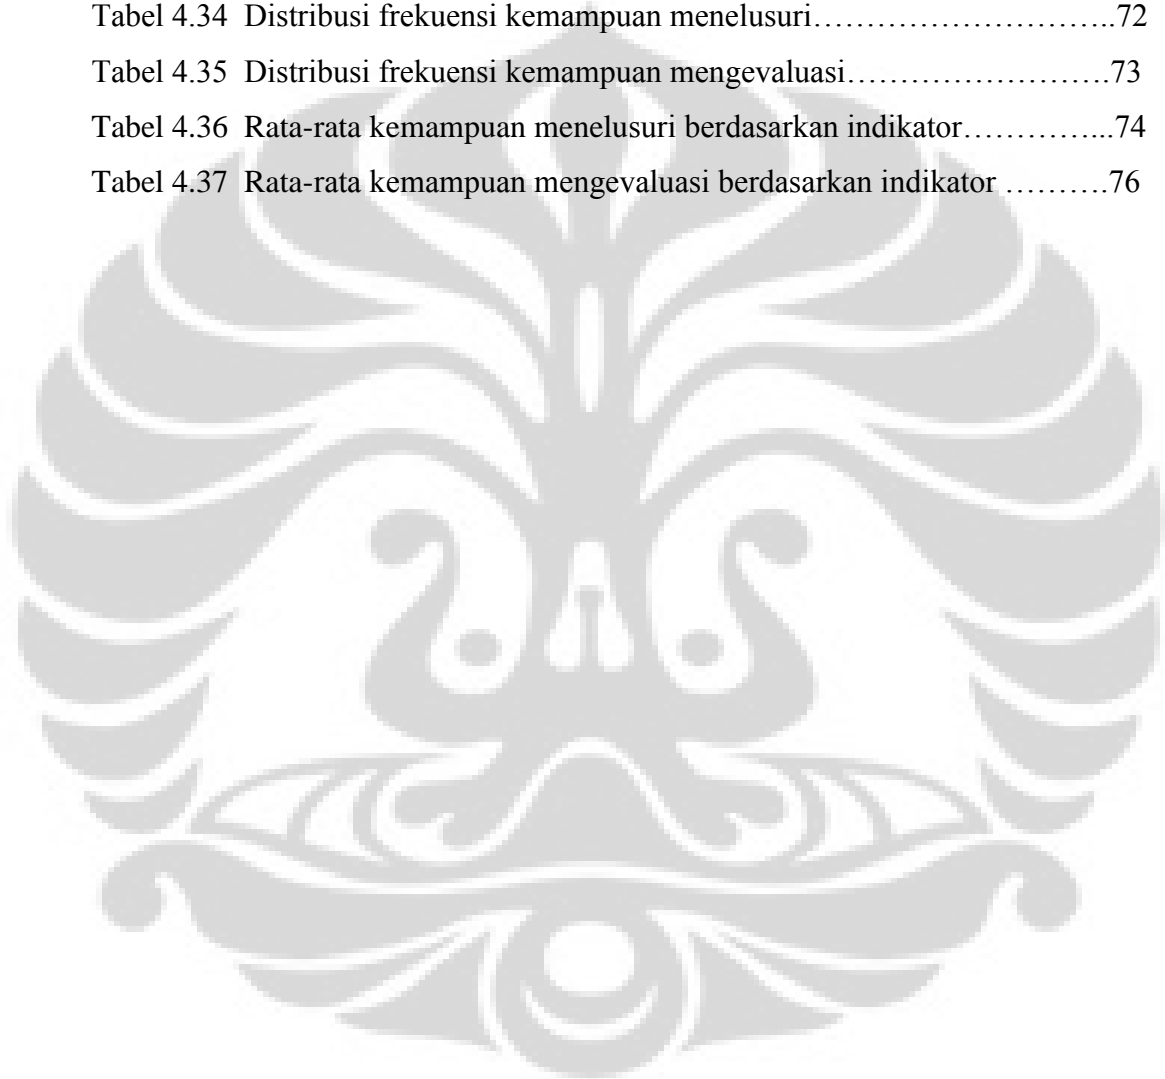 Tabel 4.34 Distribusi frekuensi kemampuan menelusuri………………………..72
Tabel 4.35 Distribusi frekuensi kemampuan mengevaluasi…………………….73
Tabel 4.36 Rata-rata kemampuan menelusuri berdasarkan indikator…………...74
Tabel 4.37 Rata-rata kemampuan mengevaluasi berdasarkan indikator ……….76